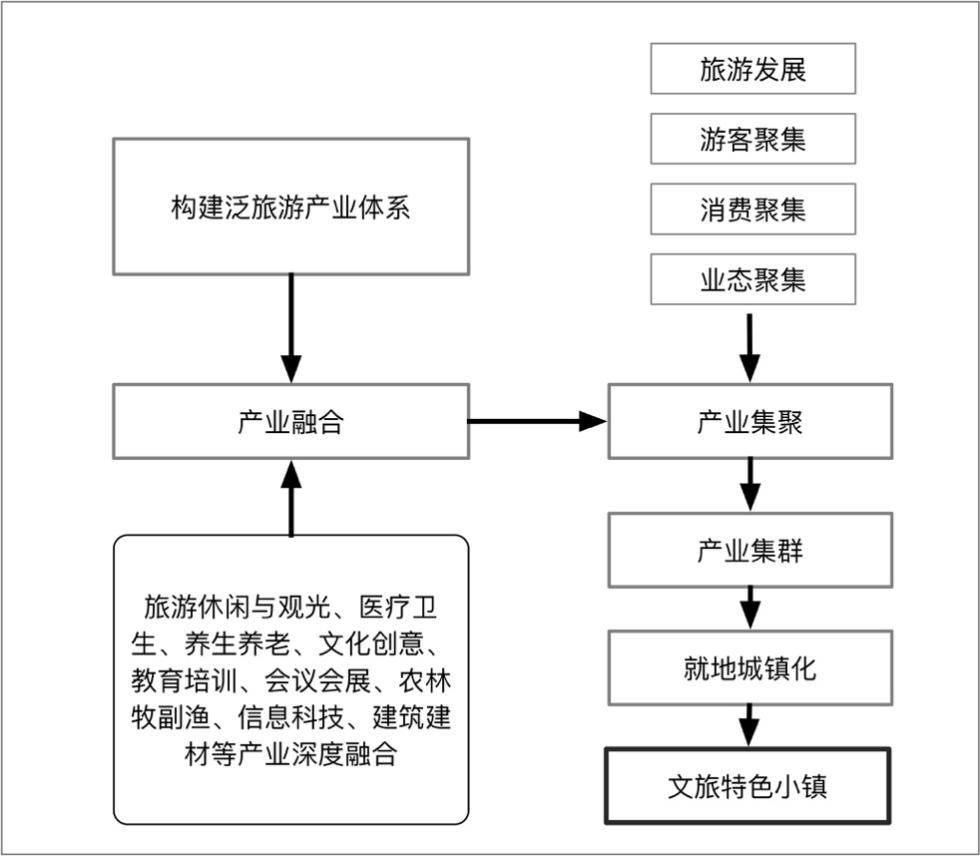 构建泛旅游产业体系
产业融合
旅游休闲与观光、医疗卫
生、养生养老、文化创意、
教育培训、会议会展、农林
牧副渔、信息科技、建筑建
材等产业深度融合
旅游发展
游客聚集
消费聚集
业态聚集
产业集聚
产业集群
就地城镇化
文旅特色小镇